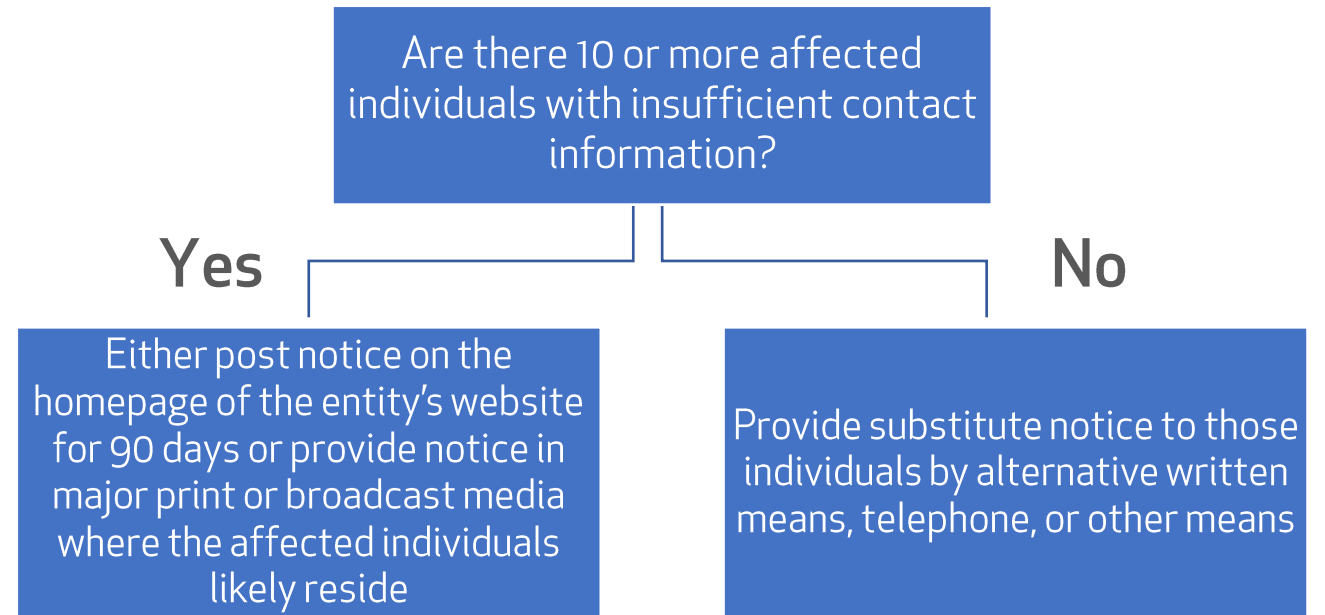 Are there 10 or more affected
individuals with insufficient contact
information?
Yes
No
Either post notice on the
homepage of the entity's website
for 90 days or provide notice in
major print or broadcast media
where the affected individuals
likely reside
Provide substitute notice to those
individuals by alternative written
means, telephone, or other means